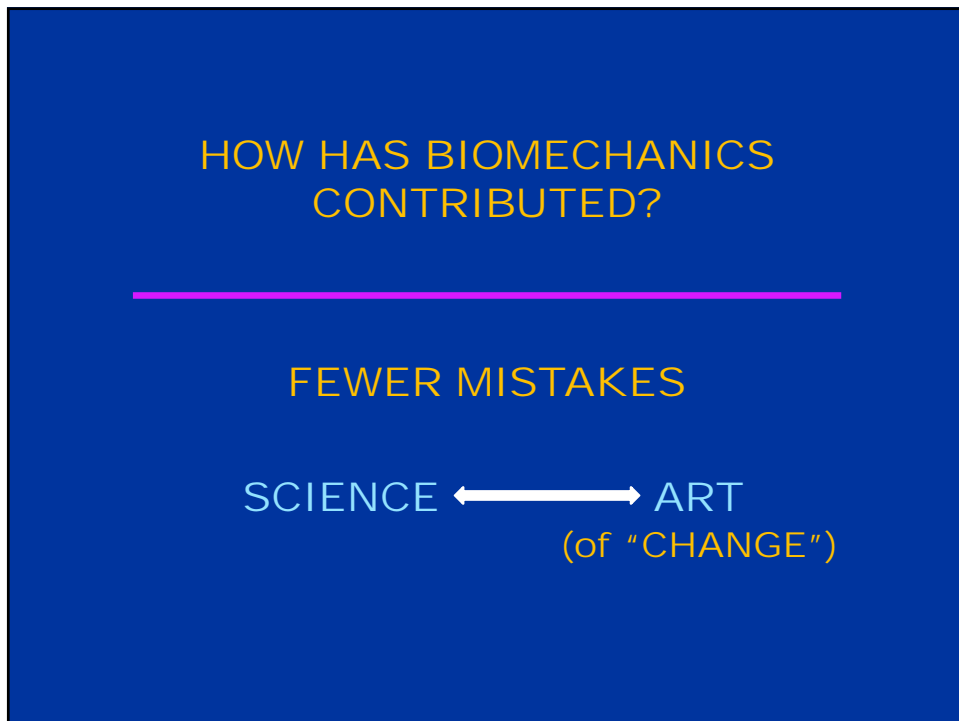 HOW HAS BIOMECHANICS
CONTRIBUTED?
FEWER MISTAKES
SCIENCE ART
(of "CHANGE")